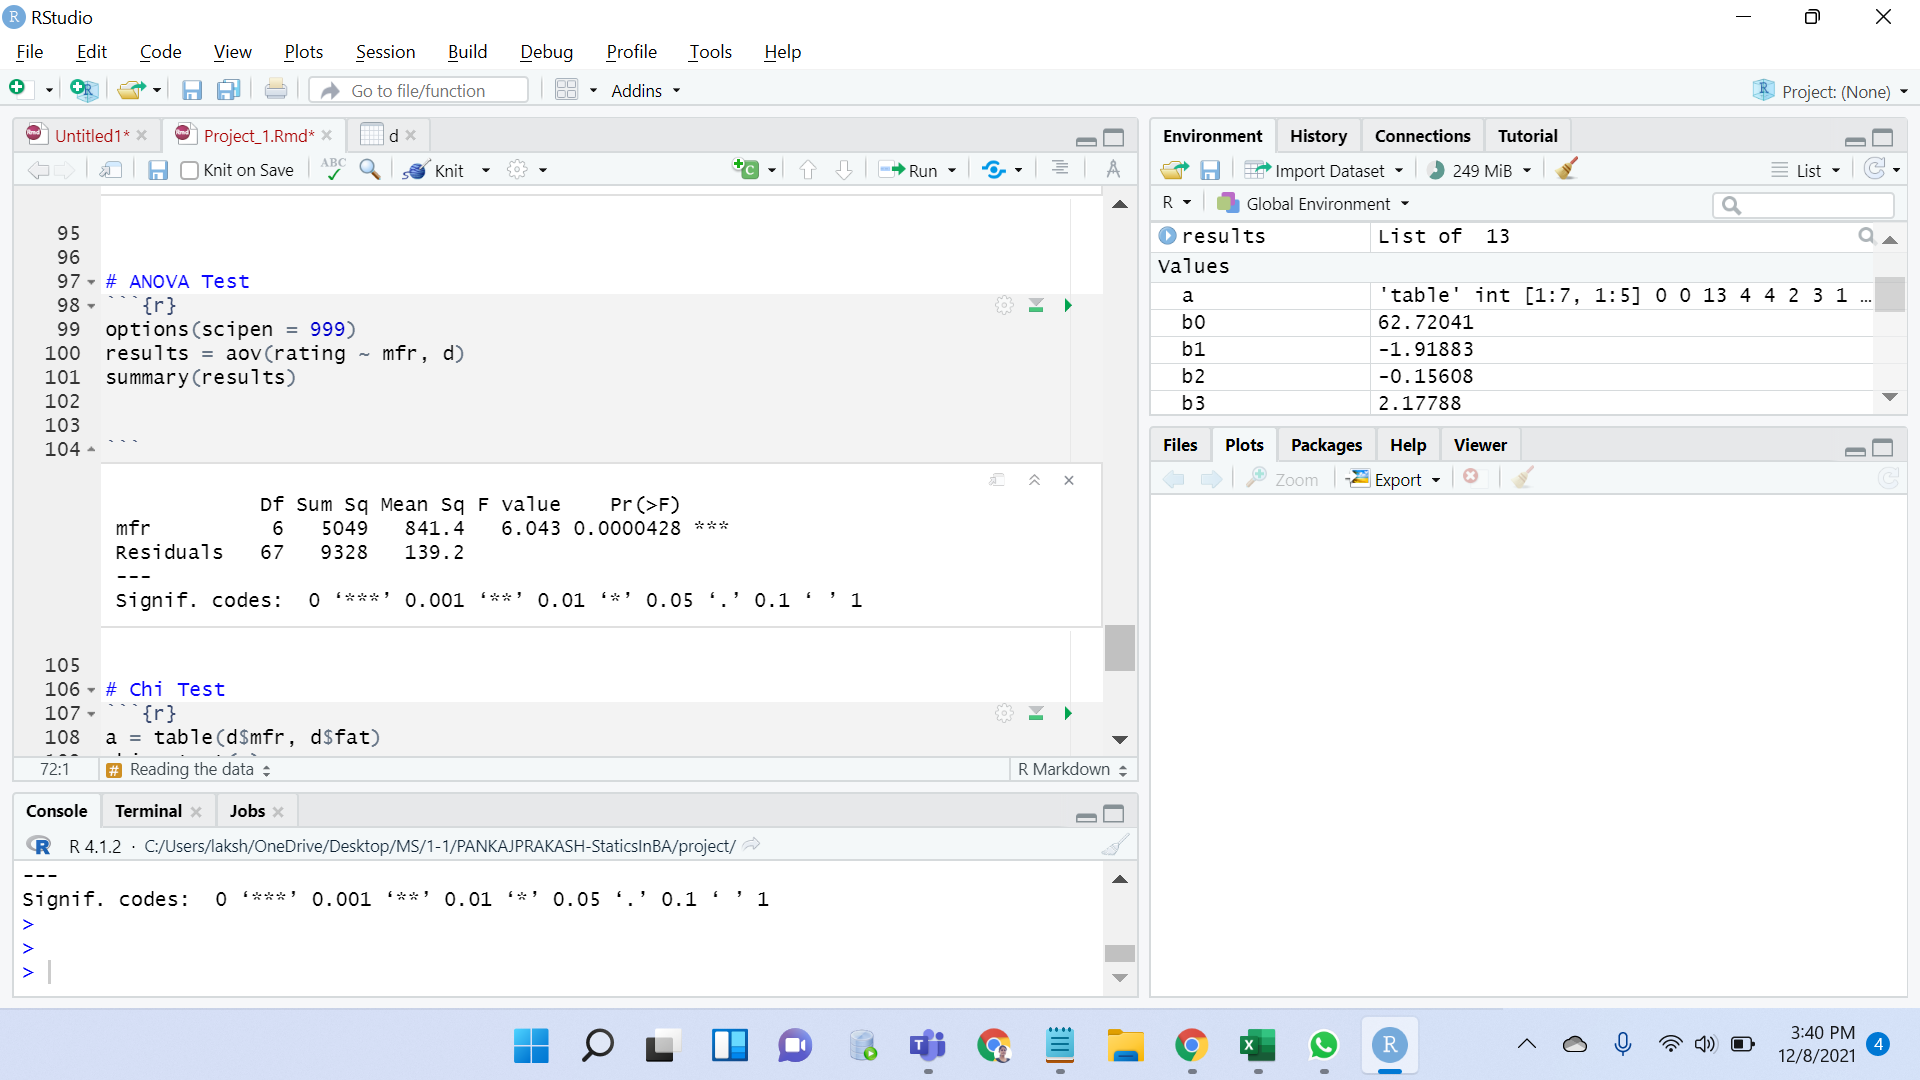 RStudio
File Edit Code View Plots Session Build Debug Profile Tools Help
Go to file/function Addins Project: (None)
Untitled1* Project_1.Rmd* d
Knit on Save ABC Knit C Run
95
96
97 # ANOVA Test
98 ```{r}
99 options(scipen = 999)
100 results = aov(rating ~ mfr, d)
101 summary(results)
102
103
104 ```
Df Sum Sq Mean Sq F value Pr(>F)
mfr 6 5049 841.4 6.043 0.0000428 ***
Residuals 67 9328 139.2
---
Signif. codes: 0 ‘***’ 0.001 ‘**’ 0.01 ‘*’ 0.05 ‘.’ 0.1 ‘ ’ 1
105
106 # Chi Test
107 ```{r}
108 a = table(d$mfr, d$fat)
72:1 # Reading the data R Markdown
Console Terminal Jobs
R 4.1.2 · C:/Users/laksh/OneDrive/Desktop/MS/1-1/PANKAJPRAKASH-StaticsInBA/project/
---
Signif. codes: 0 ‘***’ 0.001 ‘**’ 0.01 ‘*’ 0.05 ‘.’ 0.1 ‘ ’ 1
>
>
>
Environment History Connections Tutorial
Import Dataset 249 MiB List
R Global Environment
results List of 13
Values
a 'table' int [1:7, 1:5] 0 0 13 4 4 2 3 1 ...
b0 62.72041
b1 -1.91883
b2 -0.15608
b3 2.17788
Files Plots Packages Help Viewer
Zoom Export
3:40 PM
12/8/2021 4